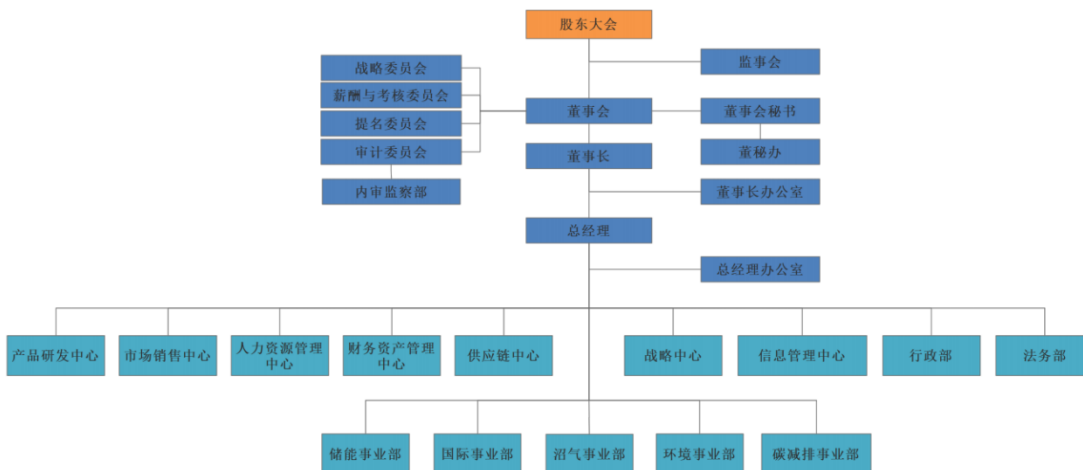 股东大会
监事会
战略委员会
薪酬与考核委员会
提名委员会
审计委员会
内审监察部
董事会
董事会秘书
董秘办
董事长
董事长办公室
总经理
总经理办公室
产品研发中心
市场销售中心
人力资源管理
中心
财务资产管理
中心
供应链中心
战略中心
信息管理中心
行政部
法务部
储能事业部
国际事业部
沼气事业部
环境事业部
碳减排事业部